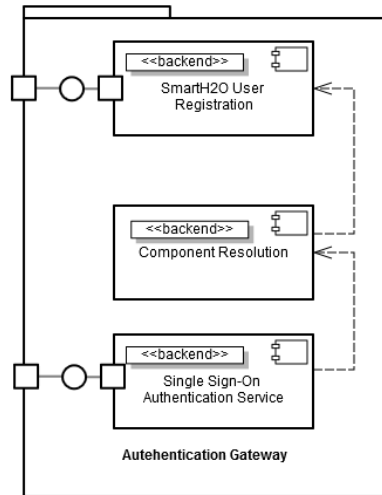 <<backend>>
SmartH2O User
Registration
<<backend>>
Component Resolution
<<backend>>
Single Sign-On
Authentication Service
Autehentication Gateway